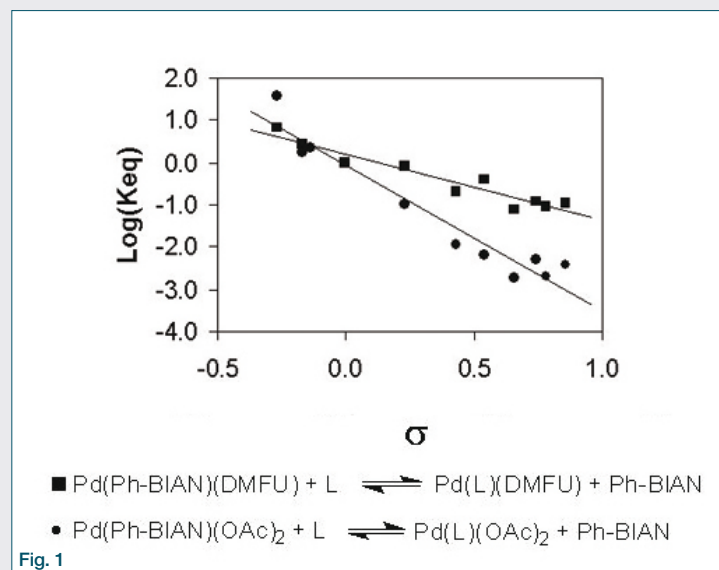 2.0
1.0
0.0
-1.0
-2.0
-3.0
-4.0
Log(Keq)
-0.5 0.0 0.5 1.0
σ
Pd(Ph-BIAN)(DMFU) + L ⇌ Pd(L)(DMFU) + Ph-BIAN
Pd(Ph-BIAN)(OAc)₂ + L ⇌ Pd(L)(OAc)₂ + Ph-BIAN
Fig. 1